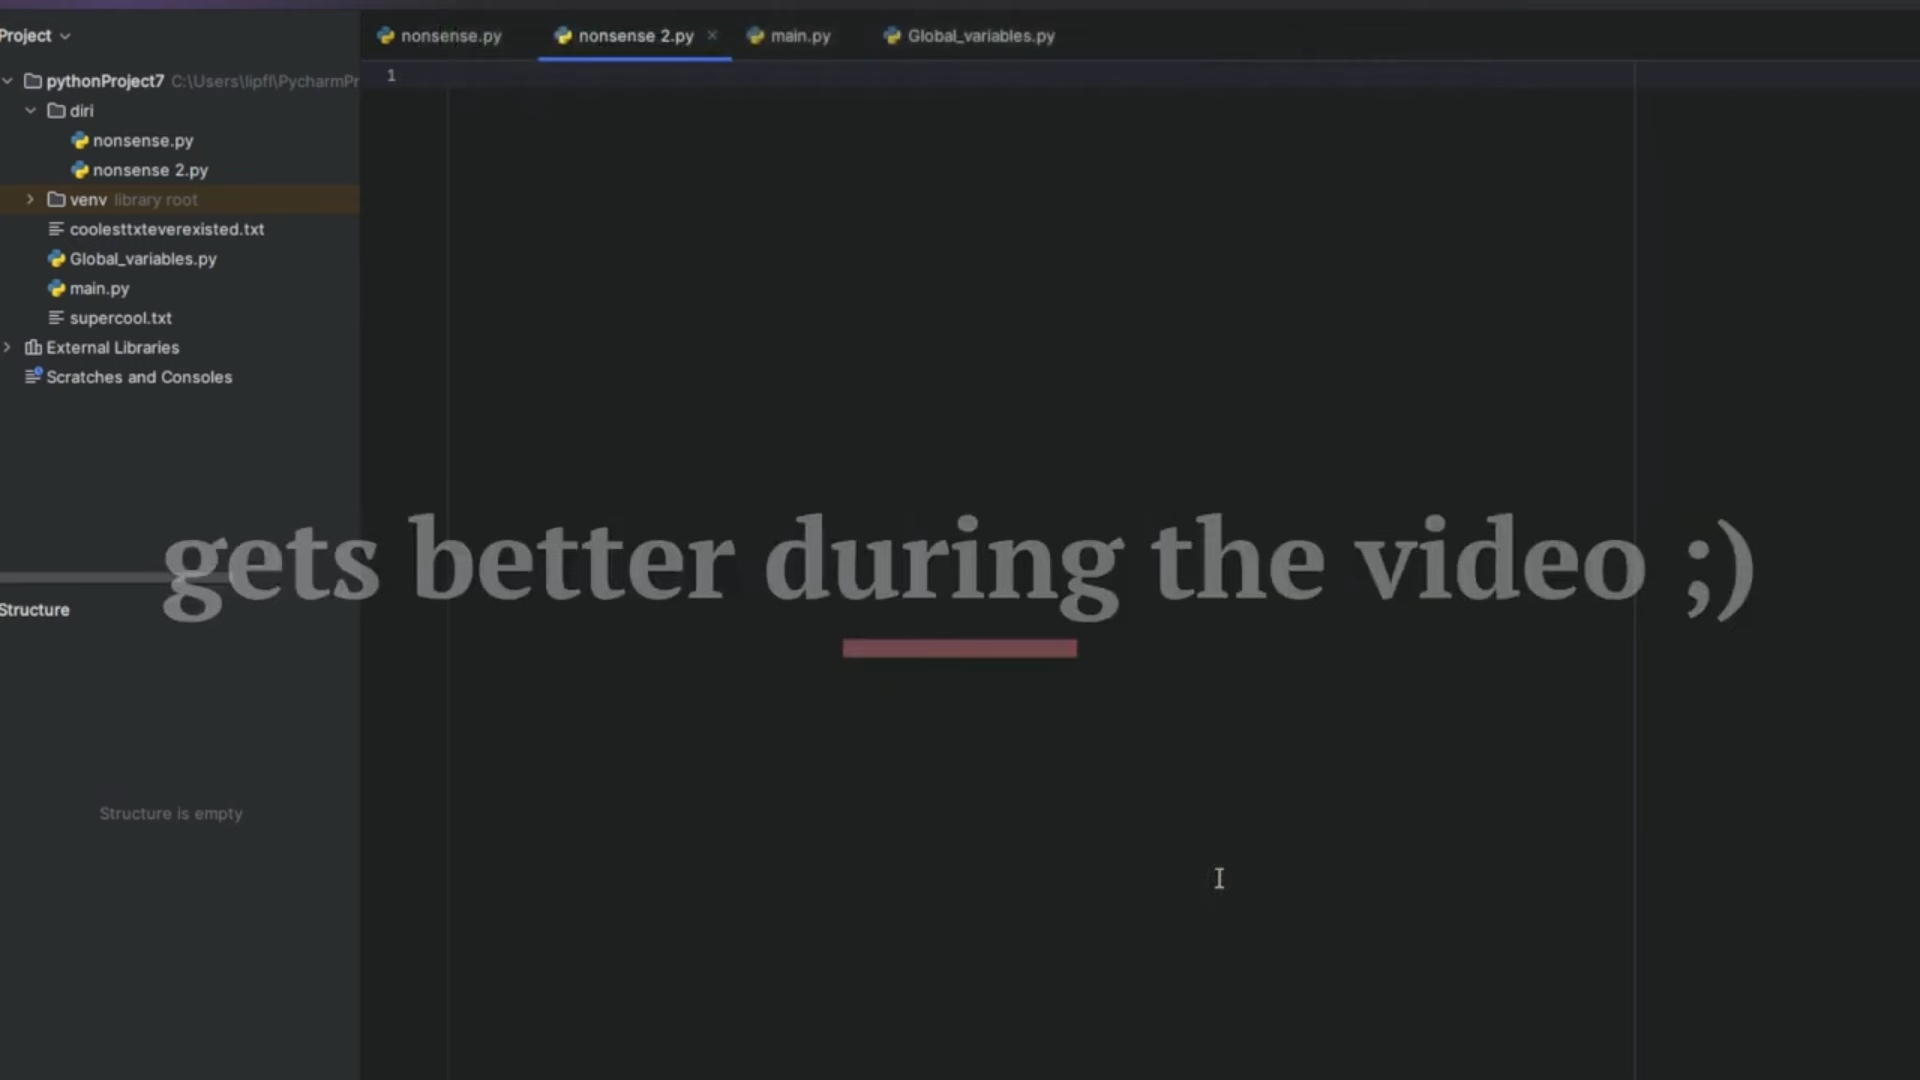 Project
nonsense.py
nonsense 2.py
main.py
Global_variables.py
pythonProject7 C:\Users\lipfl\PycharmPr
1
diri
nonsense.py
nonsense 2.py
venv library root
coolesttxteverexisted.txt
Global_variables.py
main.py
supercool.txt
External Libraries
Scratches and Consoles
gets better during the video ;)
Structure
Structure is empty